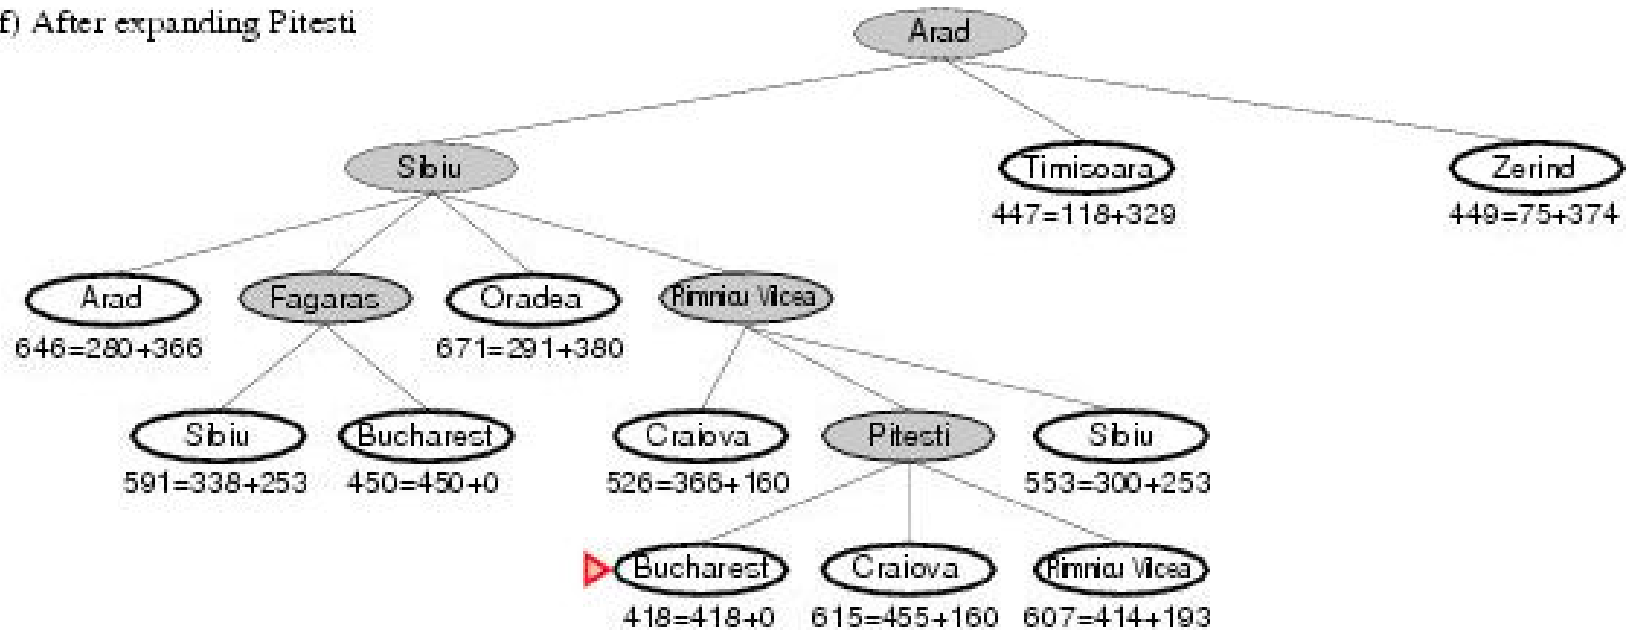 f) After expanding Pitesti
Arad
Sibiu Timisoara Zerind
447=118+329 449=75+374
Arad Fagaras Oradea Rimnicu Vilcea
646=280+366 671=291+380
Sibiu Bucharest Craiova Pitesti Sibiu
591=338+253 450=450+0 526=366+160 553=300+253
Bucharest Craiova Rimnicu Vilcea
418=418+0 615=455+160 607=414+193